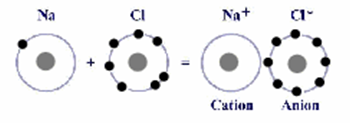 Na Cl Na⁺ Cl⁻
+ =
Cation Anion